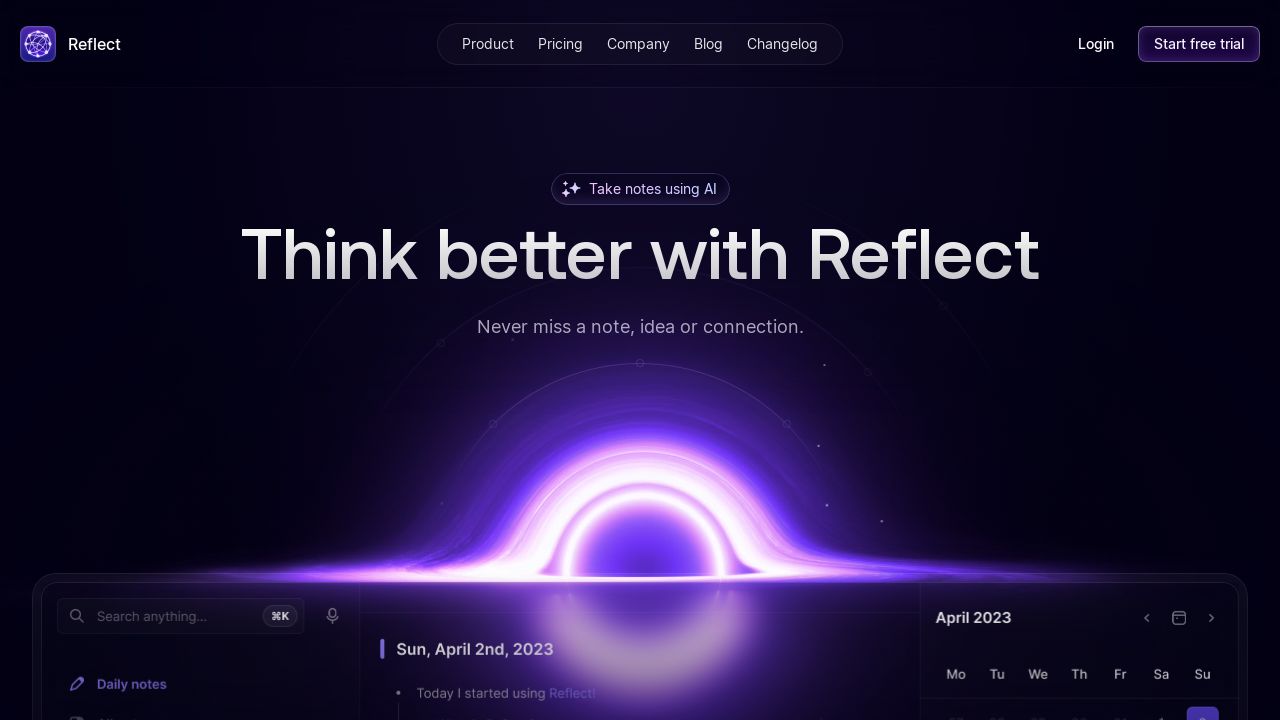 Reflect
Product
Pricing
Company
Blog
Changelog
Login
Start free trial
Take notes using AI
Think better with Reflect
Never miss a note, idea or connection.
Search anything...
⌘K
Sun, April 2nd, 2023
April 2023
Mo Tu We Th Fr Sa Su
Daily notes
Today I started using Reflect!